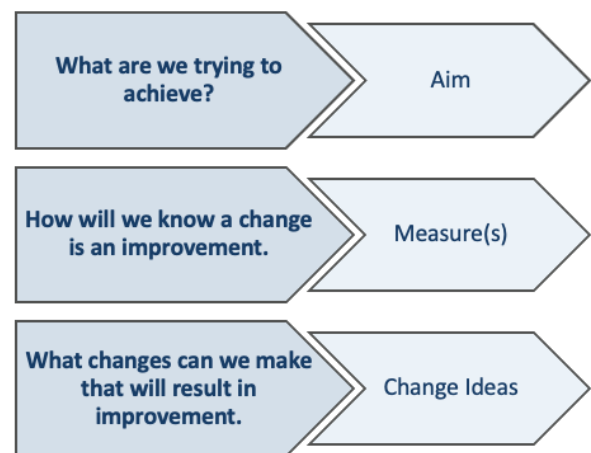 What are we trying to
achieve?
Aim
How will we know a change
is an improvement.
Measure(s)
What changes can we make
that will result in
improvement.
Change Ideas